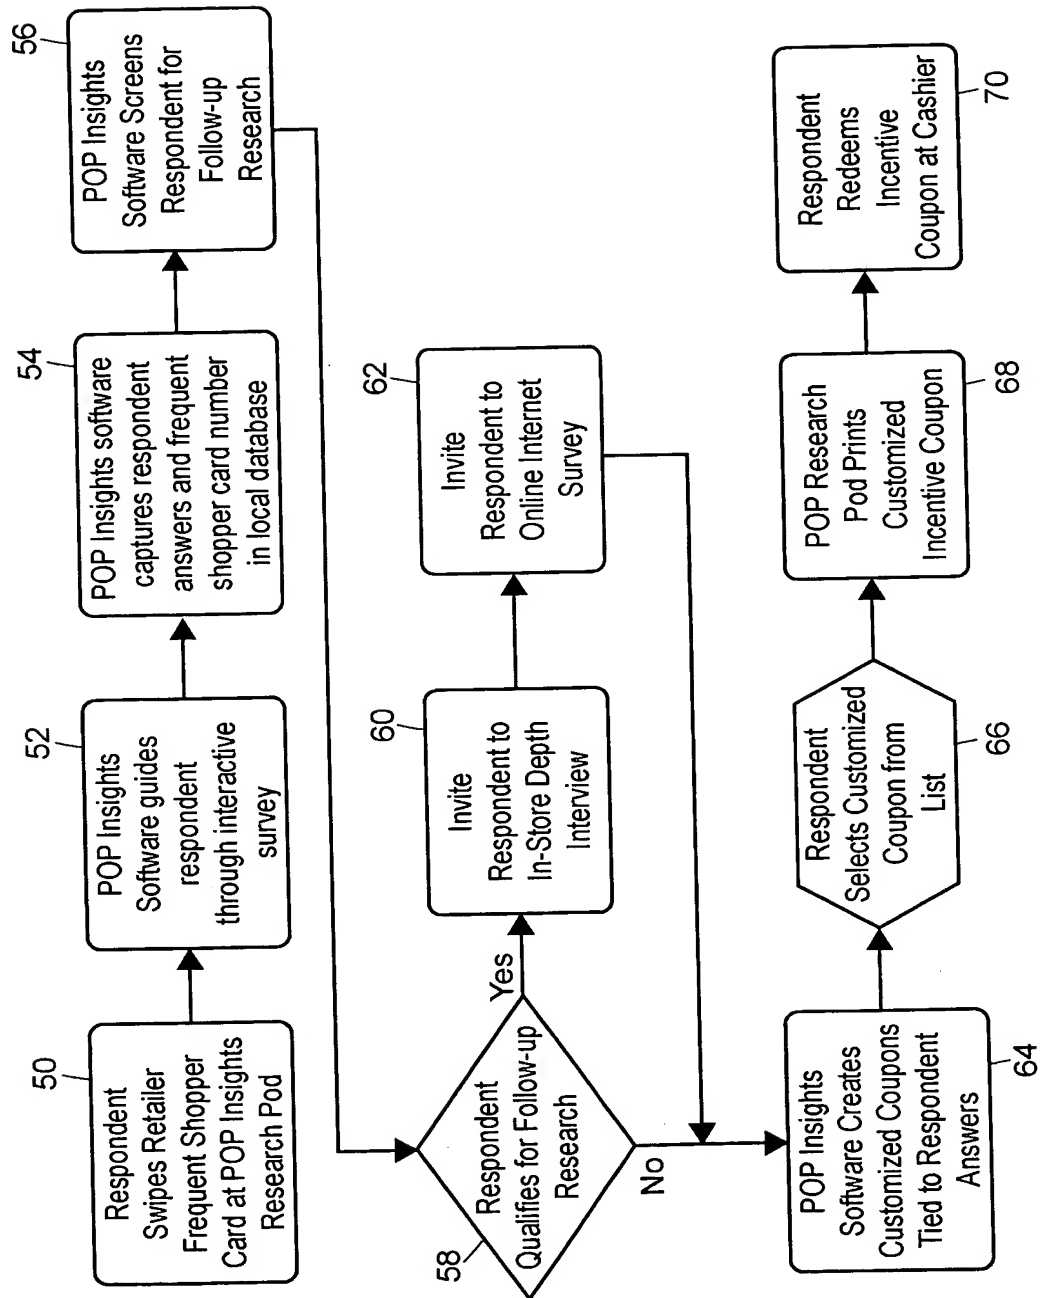 50
Respondent
Swipes Retailer
Frequent Shopper
Card at POP Insights
Research Pod
52
POP Insights
Software guides
respondent
through interactive
survey
54
POP Insights software
captures respondent
answers and frequent
shopper card number
in local database
56
POP Insights
Software Screens
Respondent for
Follow-up
Research
58
Respondent
Qualifies for Follow-up
Research
Yes
No
60
Invite
Respondent to
In-Store Depth
Interview
62
Invite
Respondent to
Online Internet
Survey
POP Insights
Software Creates
Customized Coupons
Tied to Respondent
Answers
64
Respondent
Selects Customized
Coupon from
List
66
POP Research
Pod Prints
Customized
Incentive Coupon
68
Respondent
Redeems
Incentive
Coupon at Cashier
70